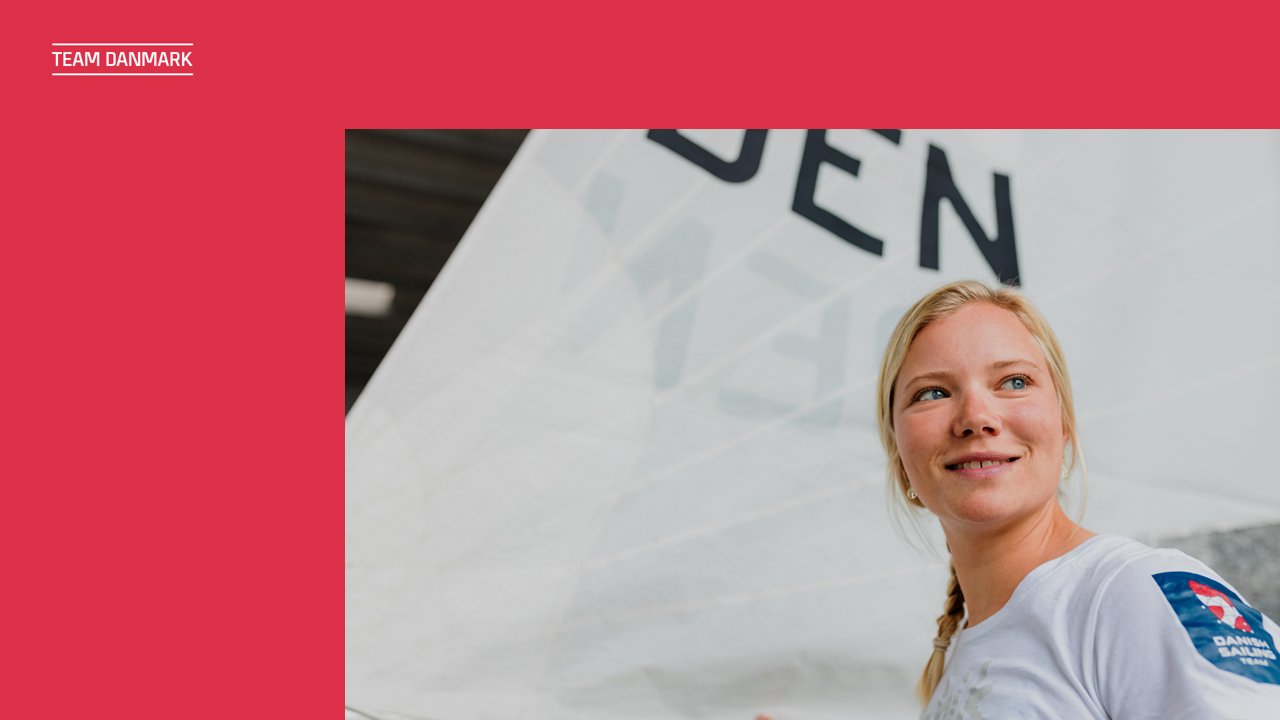 TEAM DANMARK
DEN
DANISH
SAILING
TEAM